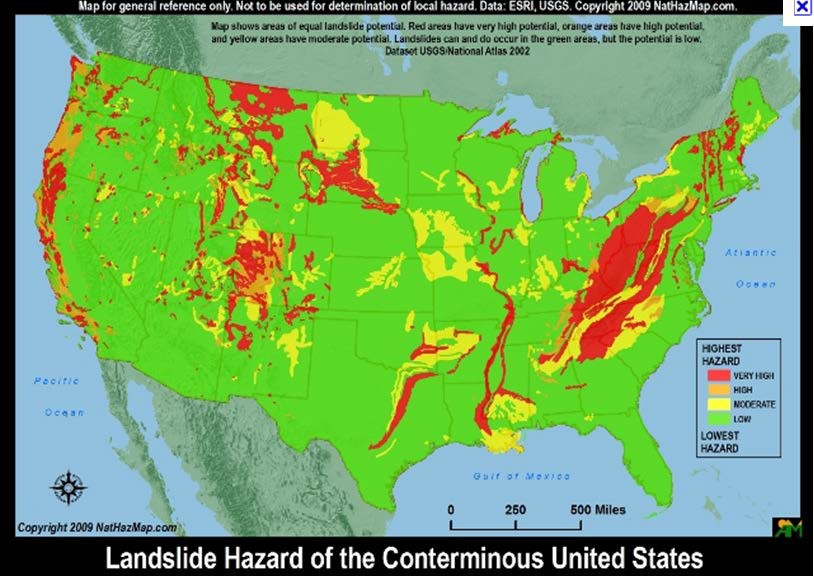 Map for general reference only. Not to be used for determination of local hazard. Data: ESRI, USGS. Copyright 2009 NatHazMap.com.
Map shows areas of equal landslide potential. Red areas have very high potential, orange areas have high potential,
and yellow areas have moderate potential. Landslides can and do occur in the green areas, but the potential is low.
Dataset USGS/National Atlas 2002
Atlantic
Ocean
HIGHEST
HAZARD
VERY HIGH
HIGH
MODERATE
LOW
LOWEST
HAZARD
Pacific
Ocean
Gulf of Mexico
0 250 500 Miles
Copyright 2009 NatHazMap.com
AM
Landslide Hazard of the Conterminous United States